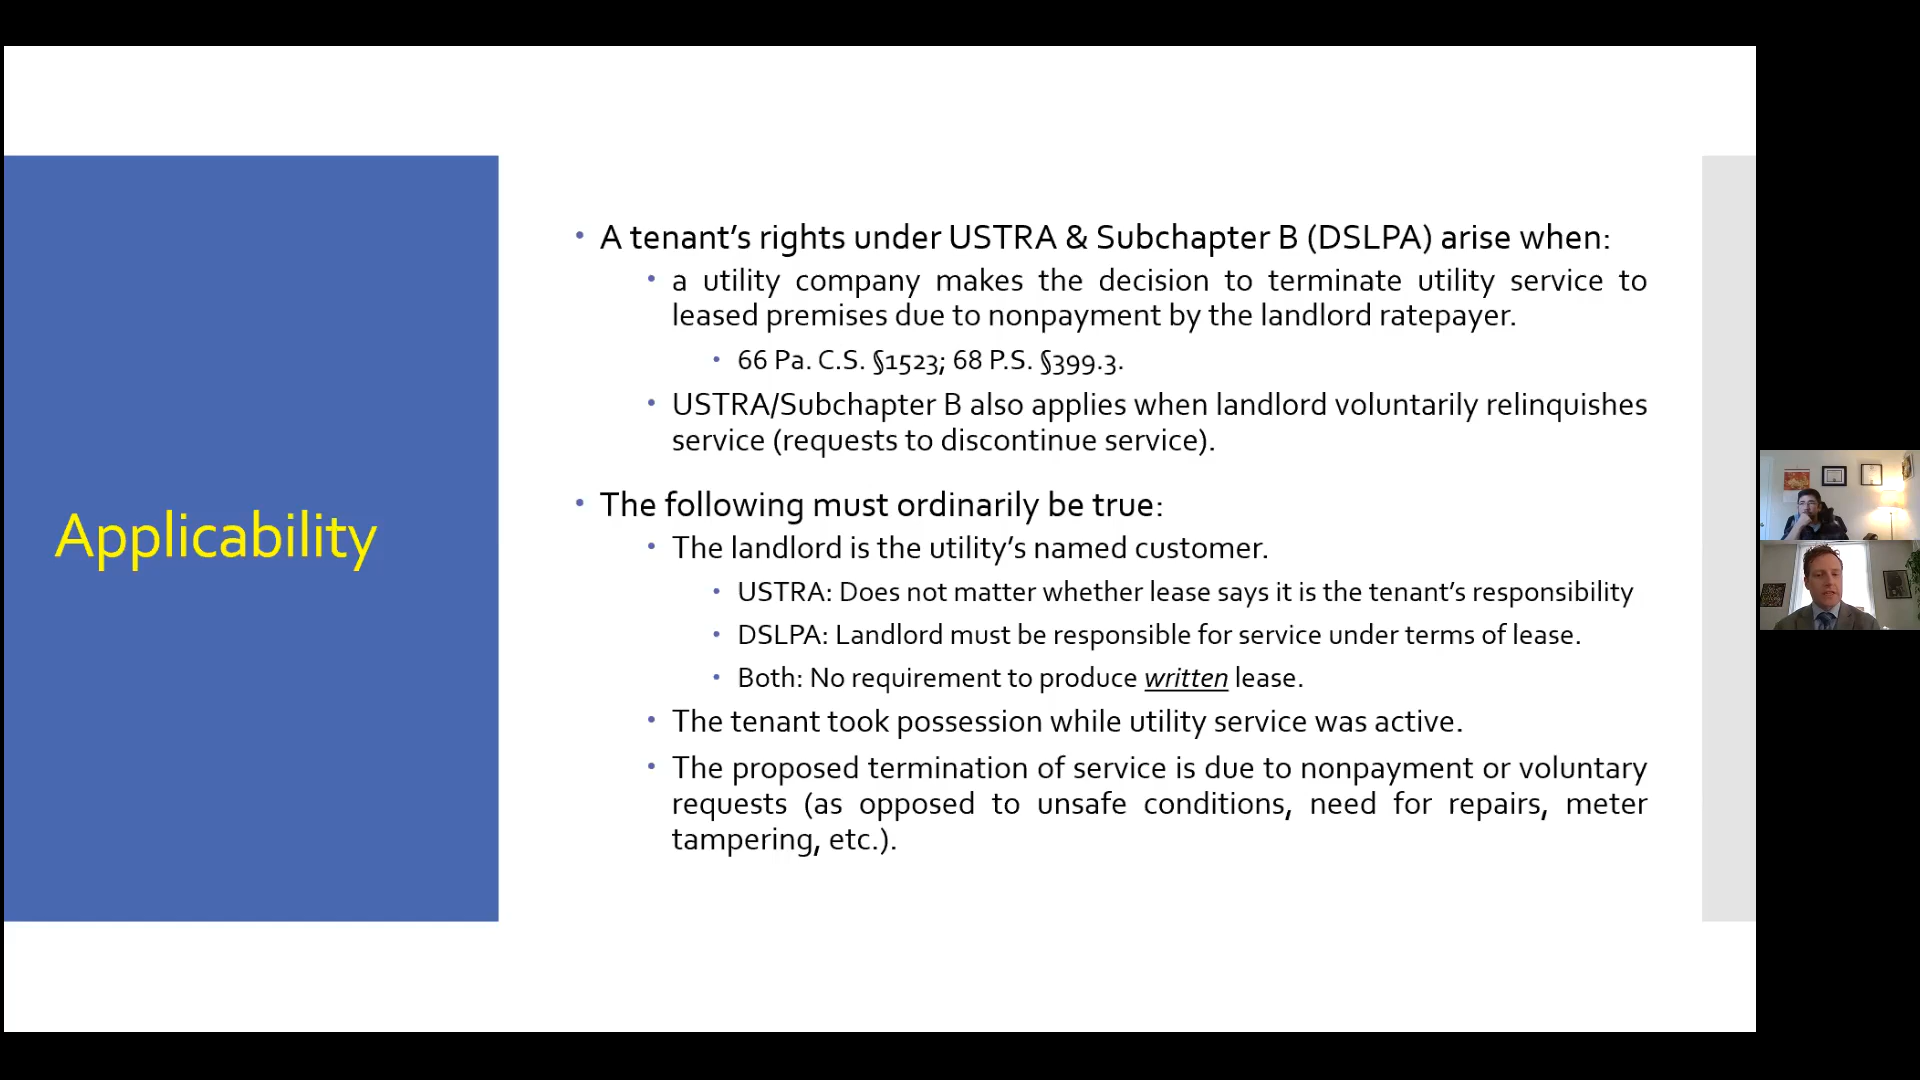 Applicability
A tenant’s rights under USTRA & Subchapter B (DSLPA) arise when:
a utility company makes the decision to terminate utility service to
leased premises due to nonpayment by the landlord ratepayer.
66 Pa. C.S. §1523; 68 P.S. §399.3.
USTRA/Subchapter B also applies when landlord voluntarily relinquishes
service (requests to discontinue service).
The following must ordinarily be true:
The landlord is the utility’s named customer.
USTRA: Does not matter whether lease says it is the tenant’s responsibility
DSLPA: Landlord must be responsible for service under terms of lease.
Both: No requirement to produce written lease.
The tenant took possession while utility service was active.
The proposed termination of service is due to nonpayment or voluntary
requests (as opposed to unsafe conditions, need for repairs, meter
tampering, etc.).